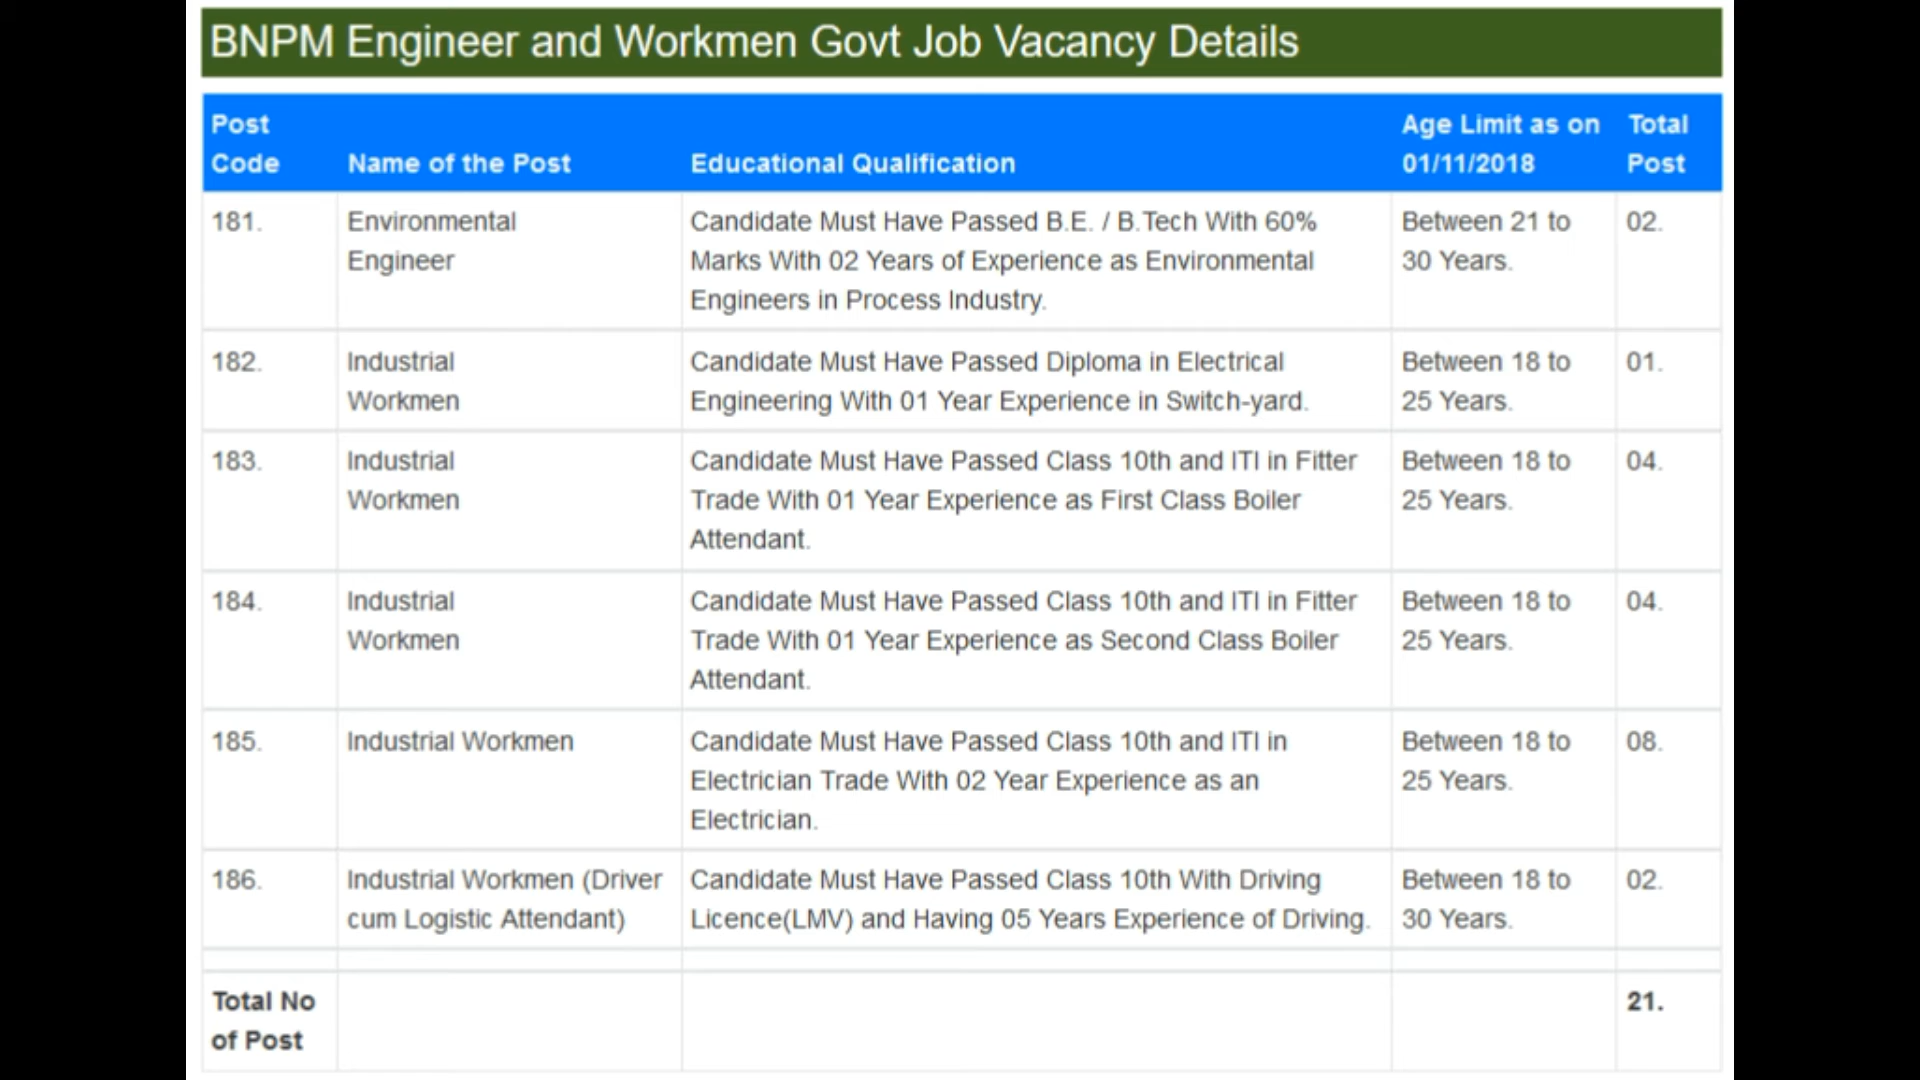 BNPM Engineer and Workmen Govt Job Vacancy Details
Post Code
Name of the Post
Educational Qualification
Age Limit as on
01/11/2018
Total
Post
181.
Environmental
Engineer
Candidate Must Have Passed B.E. / B.Tech With 60%
Marks With 02 Years of Experience as Environmental
Engineers in Process Industry.
Between 21 to
30 Years.
02.
182.
Industrial
Workmen
Candidate Must Have Passed Diploma in Electrical
Engineering With 01 Year Experience in Switch-yard.
Between 18 to
25 Years.
01.
183.
Industrial
Workmen
Candidate Must Have Passed Class 10th and ITI in Fitter
Trade With 01 Year Experience as First Class Boiler
Attendant.
Between 18 to
25 Years.
04.
184.
Industrial
Workmen
Candidate Must Have Passed Class 10th and ITI in Fitter
Trade With 01 Year Experience as Second Class Boiler
Attendant.
Between 18 to
25 Years.
04.
185.
Industrial Workmen
Candidate Must Have Passed Class 10th and ITI in
Electrician Trade With 02 Year Experience as an
Electrician.
Between 18 to
25 Years.
08.
186.
Industrial Workmen (Driver
cum Logistic Attendant)
Candidate Must Have Passed Class 10th With Driving
Licence(LMV) and Having 05 Years Experience of Driving.
Between 18 to
30 Years.
02.
Total No
of Post
21.